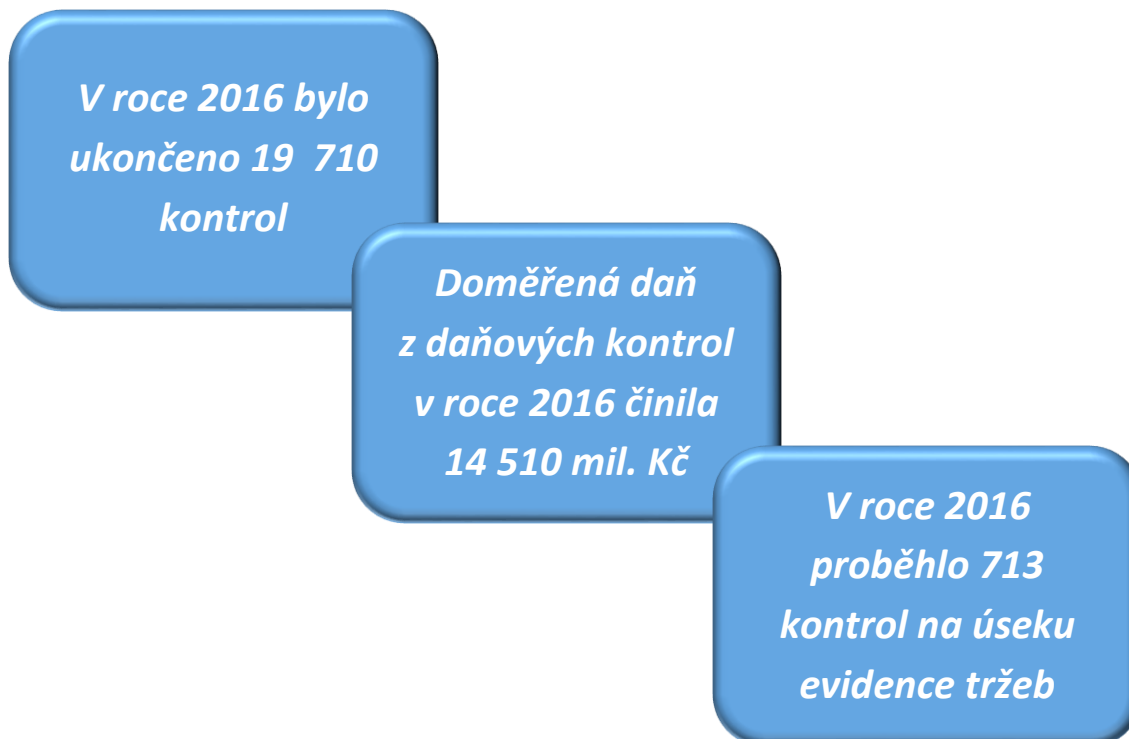 V roce 2016 bylo
ukončeno 19  710
kontrol
Doměřená daň
z daňových kontrol
v roce 2016 činila
14 510 mil. Kč
V roce 2016
proběhlo 713
kontrol na úseku
evidence tržeb